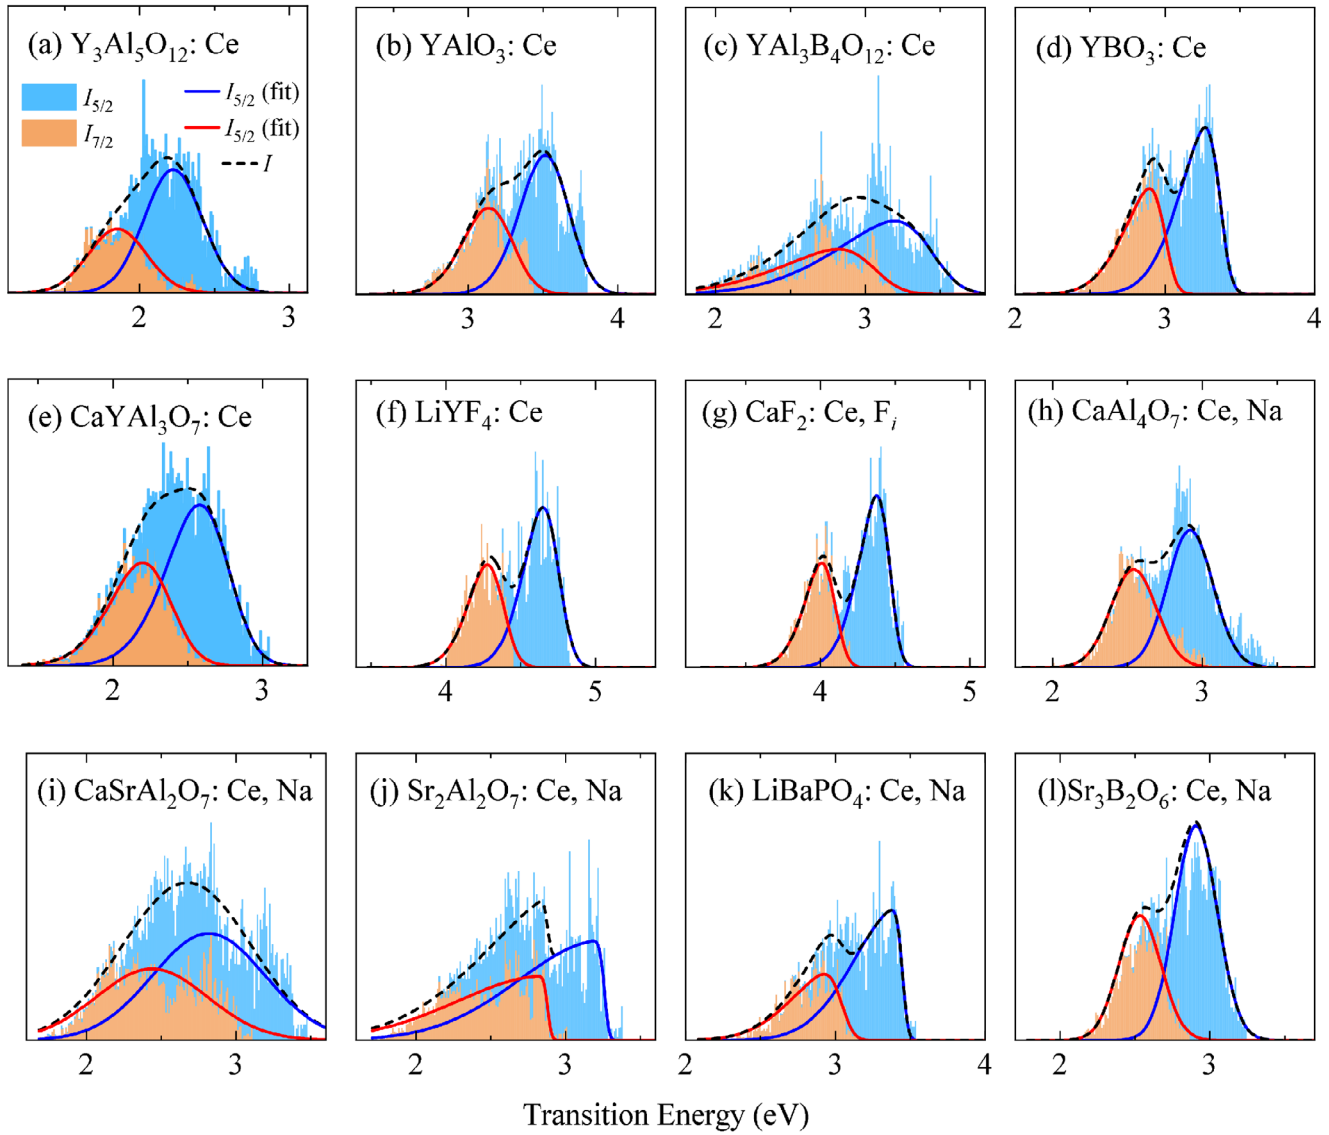 (a) Y₃Al₅O₁₂: Ce
I₅/₂
I₇/₂
I₅/₂ (fit)
I₅/₂ (fit)
I
2 3
(b) YAlO₃: Ce
3 4
(c) YAl₃B₄O₁₂: Ce
2 3
(d) YBO₃: Ce
2 3 4
(e) CaYAl₃O₇: Ce
2 3
(f) LiYF₄: Ce
4 5
(g) CaF₂: Ce, Fᵢ
4 5
(h) CaAl₄O₇: Ce, Na
2 3
(i) CaSrAl₂O₇: Ce, Na
2 3
(j) Sr₂Al₂O₇: Ce, Na
2 3
(k) LiBaPO₄: Ce, Na
2 3 4
(l)Sr₃B₂O₆: Ce, Na
2 3
Transition Energy (eV)